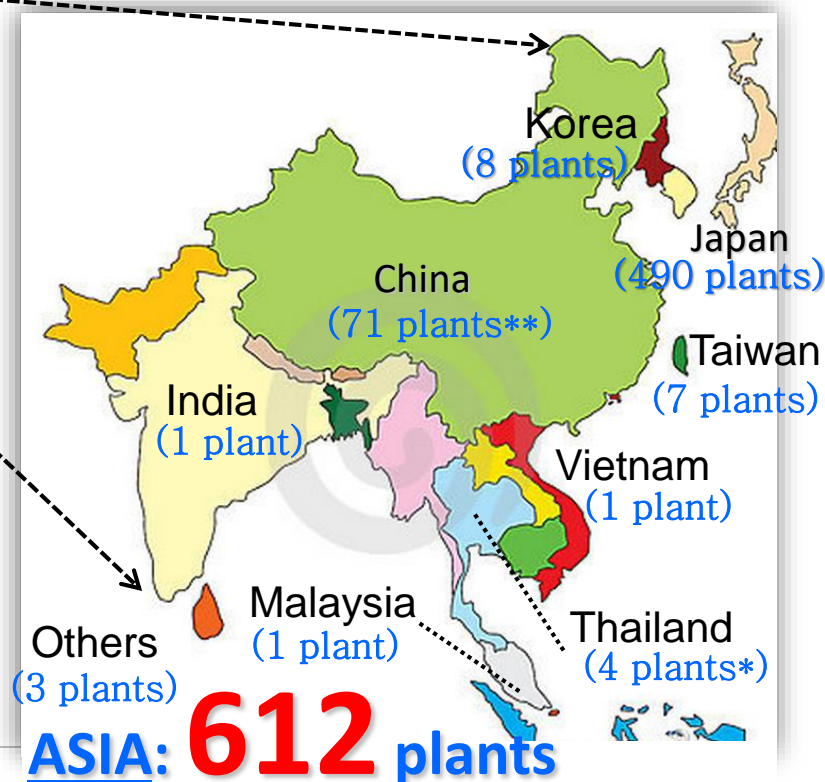 Korea
(8 plants)
Japan
(490 plants)
China
(71 plants**)
Taiwan
(7 plants)
India
(1 plant)
Vietnam
(1 plant)
Malaysia
(1 plant)
Thailand
(4 plants*)
Others
(3 plants)
ASIA: 612 plants